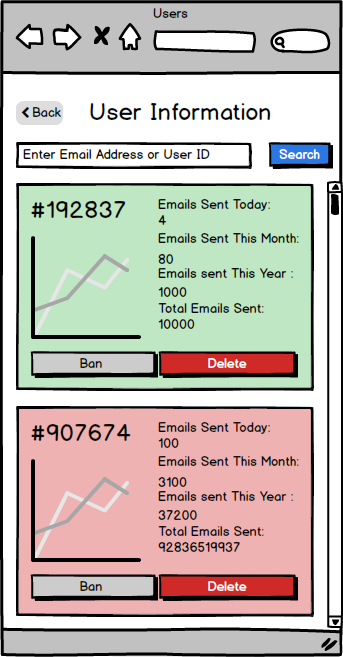 Users
Back
User Information
Enter Email Address or User ID
Search
#192837
Emails Sent Today:
4
Emails Sent This Month:
80
Emails sent This Year :
1000
Total Emails Sent:
10000
Ban
Delete
#907674
Emails Sent Today:
100
Emails Sent This Month:
3100
Emails sent This Year :
37200
Total Emails Sent:
92836519937
Ban
Delete